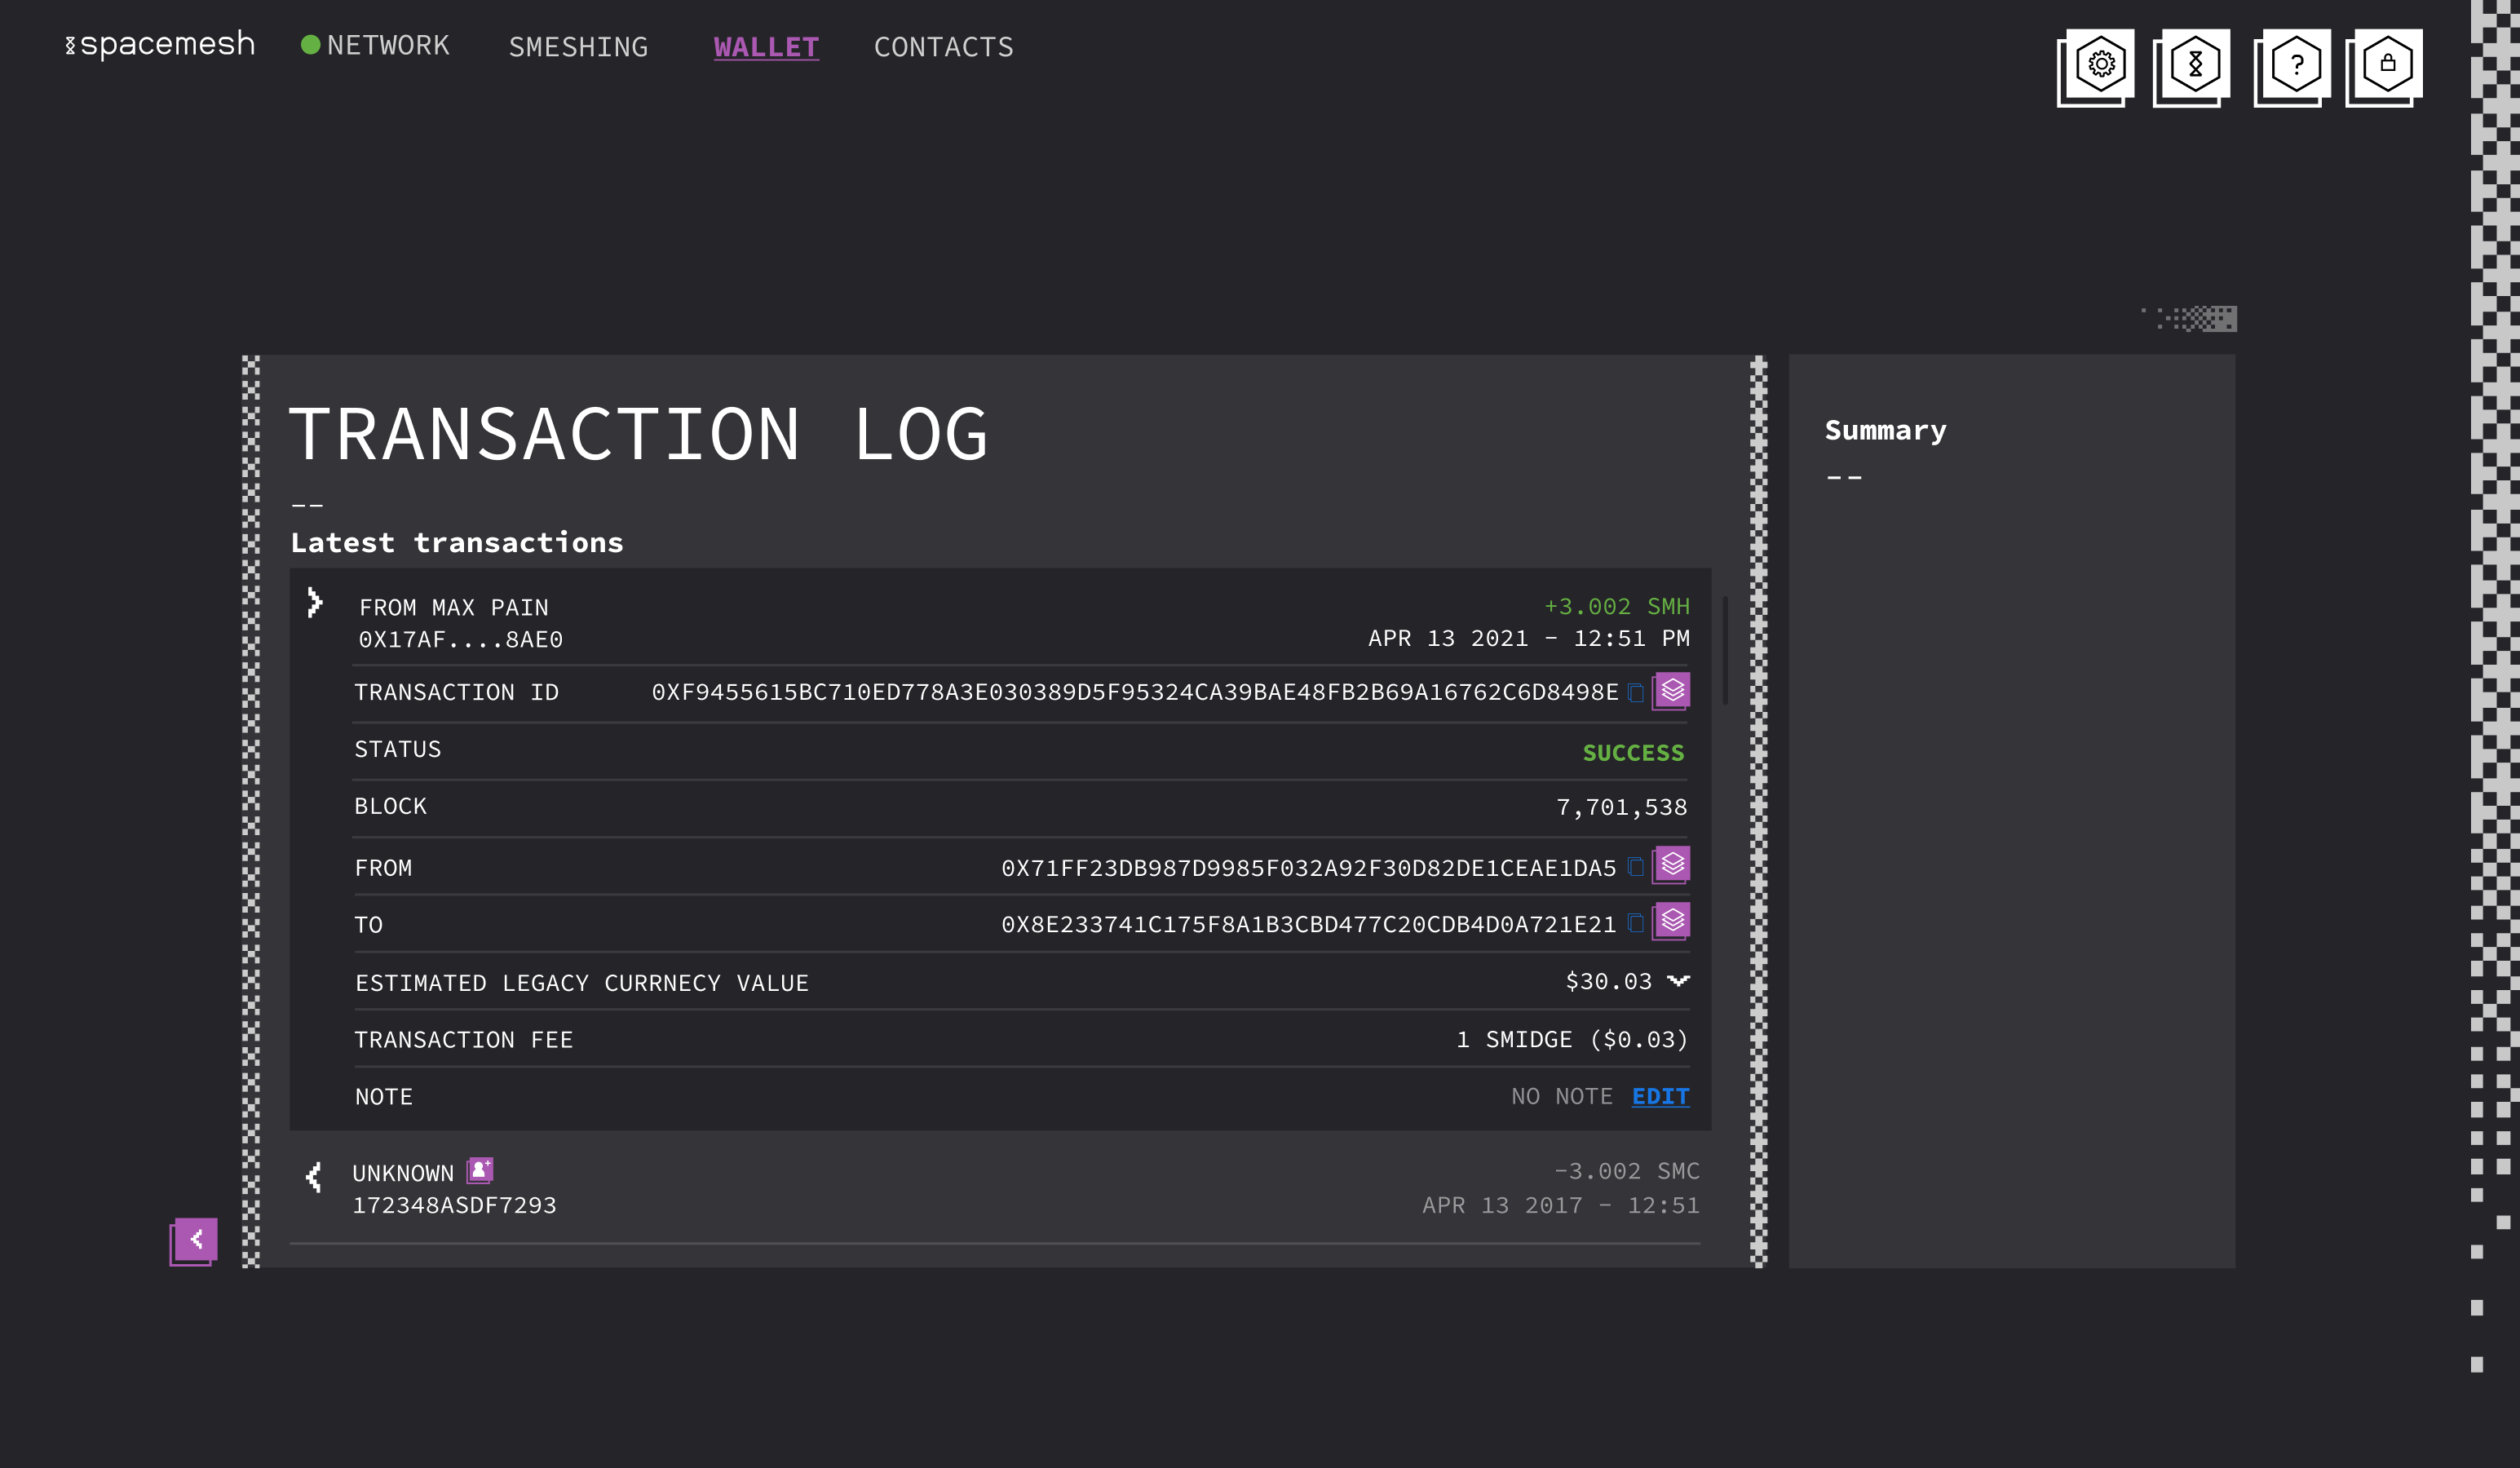 spacemesh NETWORK SMESHING WALLET CONTACTS
?
TRANSACTION LOG
--
Latest transactions
FROM MAX PAIN +3.002 SMH
0X17AF....8AE0 APR 13 2021 - 12:51 PM
TRANSACTION ID 0XF9455615BC710ED778A3E030389D5F95324CA39BAE48FB2B69A16762C6D8498E
STATUS SUCCESS
BLOCK 7,701,538
FROM 0X71FF23DB987D9985F032A92F30D82DE1CEAE1DA5
TO 0X8E233741C175F8A1B3CBD477C20CDB4D0A721E21
ESTIMATED LEGACY CURRNECY VALUE $30.03
TRANSACTION FEE 1 SMIDGE ($0.03)
NOTE NO NOTE EDIT
UNKNOWN -3.002 SMC
172348ASDF7293 APR 13 2017 - 12:51
Summary
--